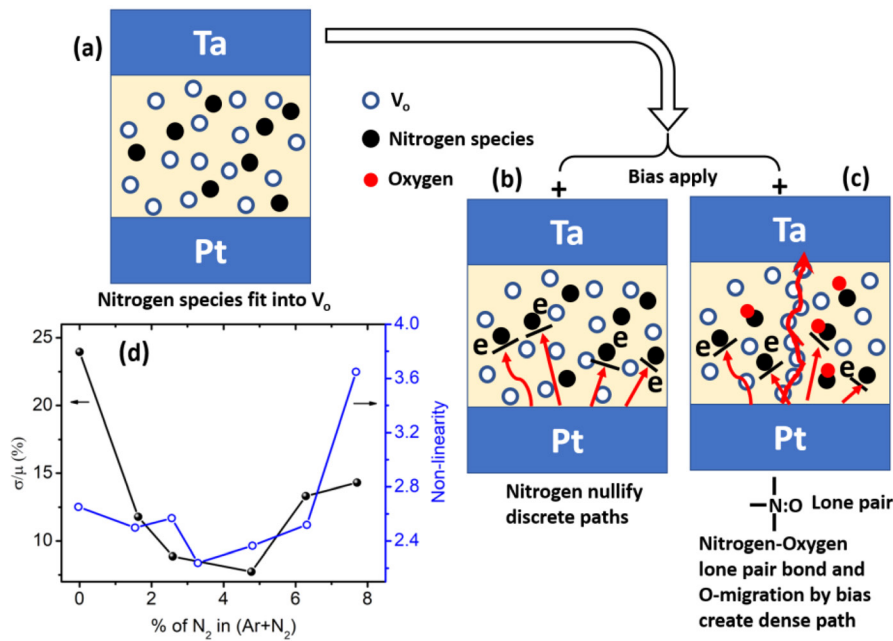 (a)
Ta
Pt
Nitrogen species fit into Vo
Vo
Nitrogen species
Oxygen
Bias apply
(b)
+
Ta
e
e
e
e
Pt
Nitrogen nullify
discrete paths
(c)
+
Ta
e
e
e
Pt
N:O Lone pair
Nitrogen-Oxygen
lone pair bond and
O-migration by bias
create dense path
(d)
σ/μ (%)
25
20
15
10
Non-linearity
4.0
3.6
3.2
2.8
2.4
0 2 4 6 8
% of N2 in (Ar+N2)